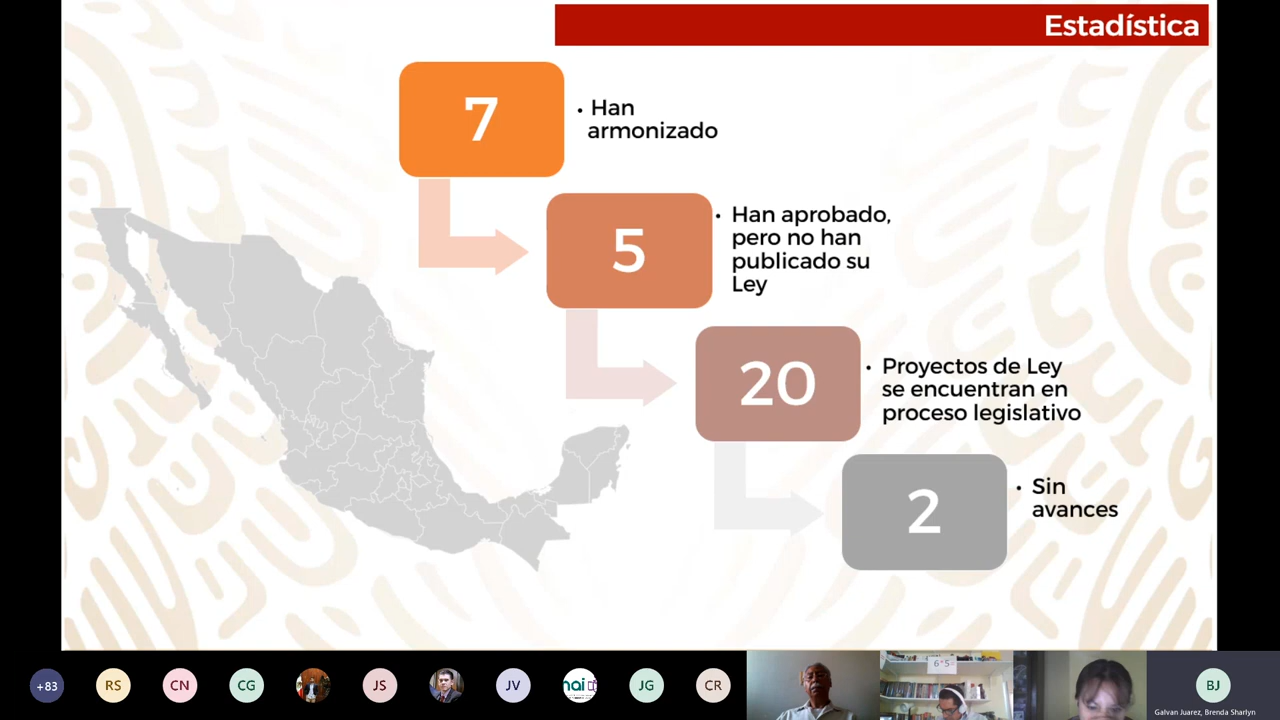 Estadística
7
• Han
armonizado
5
• Han aprobado,
pero no han
publicado su
Ley
20
• Proyectos de Ley
se encuentran en
proceso legislativo
2
• Sin
avances
+83
RS
CN
CG
JS
JV
JG
CR
BJ
Galvan Juarez, Brenda Sharlyn